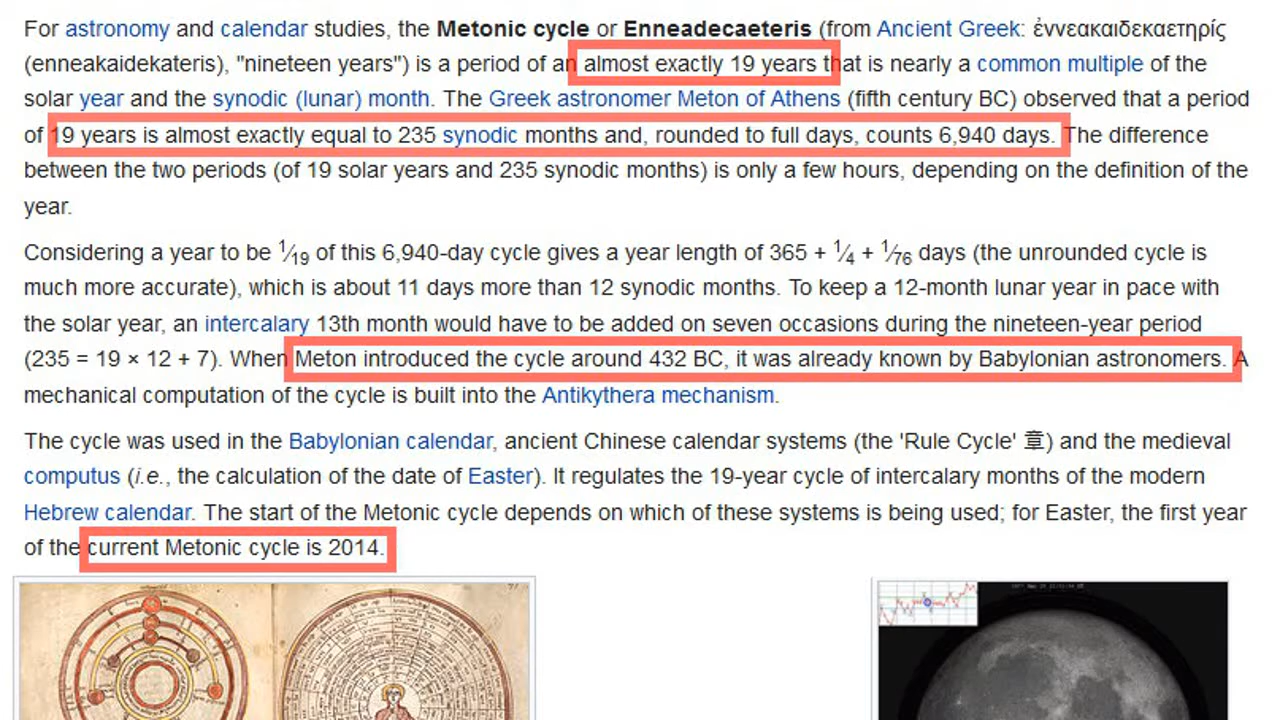 For astronomy and calendar studies, the Metonic cycle or Enneadecaeteris (from Ancient Greek: ἐννεακαιδεκαετηρίς
(enneakaidekateris), "nineteen years") is a period of an almost exactly 19 years that is nearly a common multiple of the
solar year and the synodic (lunar) month. The Greek astronomer Meton of Athens (fifth century BC) observed that a period
of 19 years is almost exactly equal to 235 synodic months and, rounded to full days, counts 6,940 days. The difference
between the two periods (of 19 solar years and 235 synodic months) is only a few hours, depending on the definition of the
year.
Considering a year to be 1⁄19 of this 6,940-day cycle gives a year length of 365 + 1⁄4 + 1⁄76 days (the unrounded cycle is
much more accurate), which is about 11 days more than 12 synodic months. To keep a 12-month lunar year in pace with
the solar year, an intercalary 13th month would have to be added on seven occasions during the nineteen-year period
(235 = 19 × 12 + 7). When Meton introduced the cycle around 432 BC, it was already known by Babylonian astronomers. A
mechanical computation of the cycle is built into the Antikythera mechanism.
The cycle was used in the Babylonian calendar, ancient Chinese calendar systems (the 'Rule Cycle' 章) and the medieval
computus (i.e., the calculation of the date of Easter). It regulates the 19-year cycle of intercalary months of the modern
Hebrew calendar. The start of the Metonic cycle depends on which of these systems is being used; for Easter, the first year
of the current Metonic cycle is 2014.